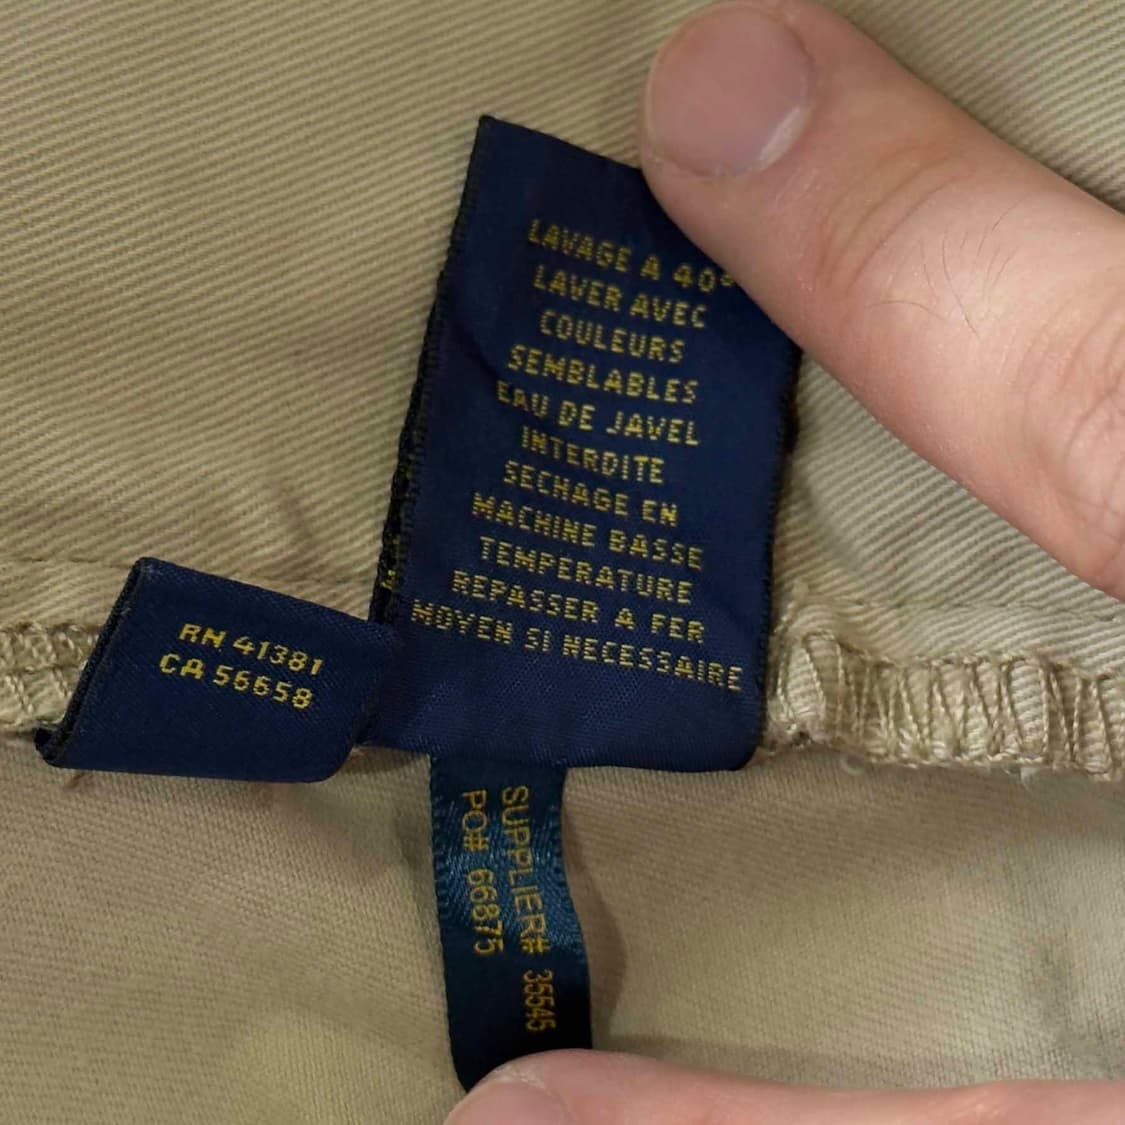 LAVAGE A 40°
LAVER AVEC
COULEURS
SEMBLABLES
EAU DE JAVEL
INTERDITE
SECHAGE EN
MACHINE BASSE
TEMPERATURE
REPASSER A FER
MOYEN SI NECESSAIRE
RN 41381
CA 56658
SUPPLIER# 35545
PO# 66875